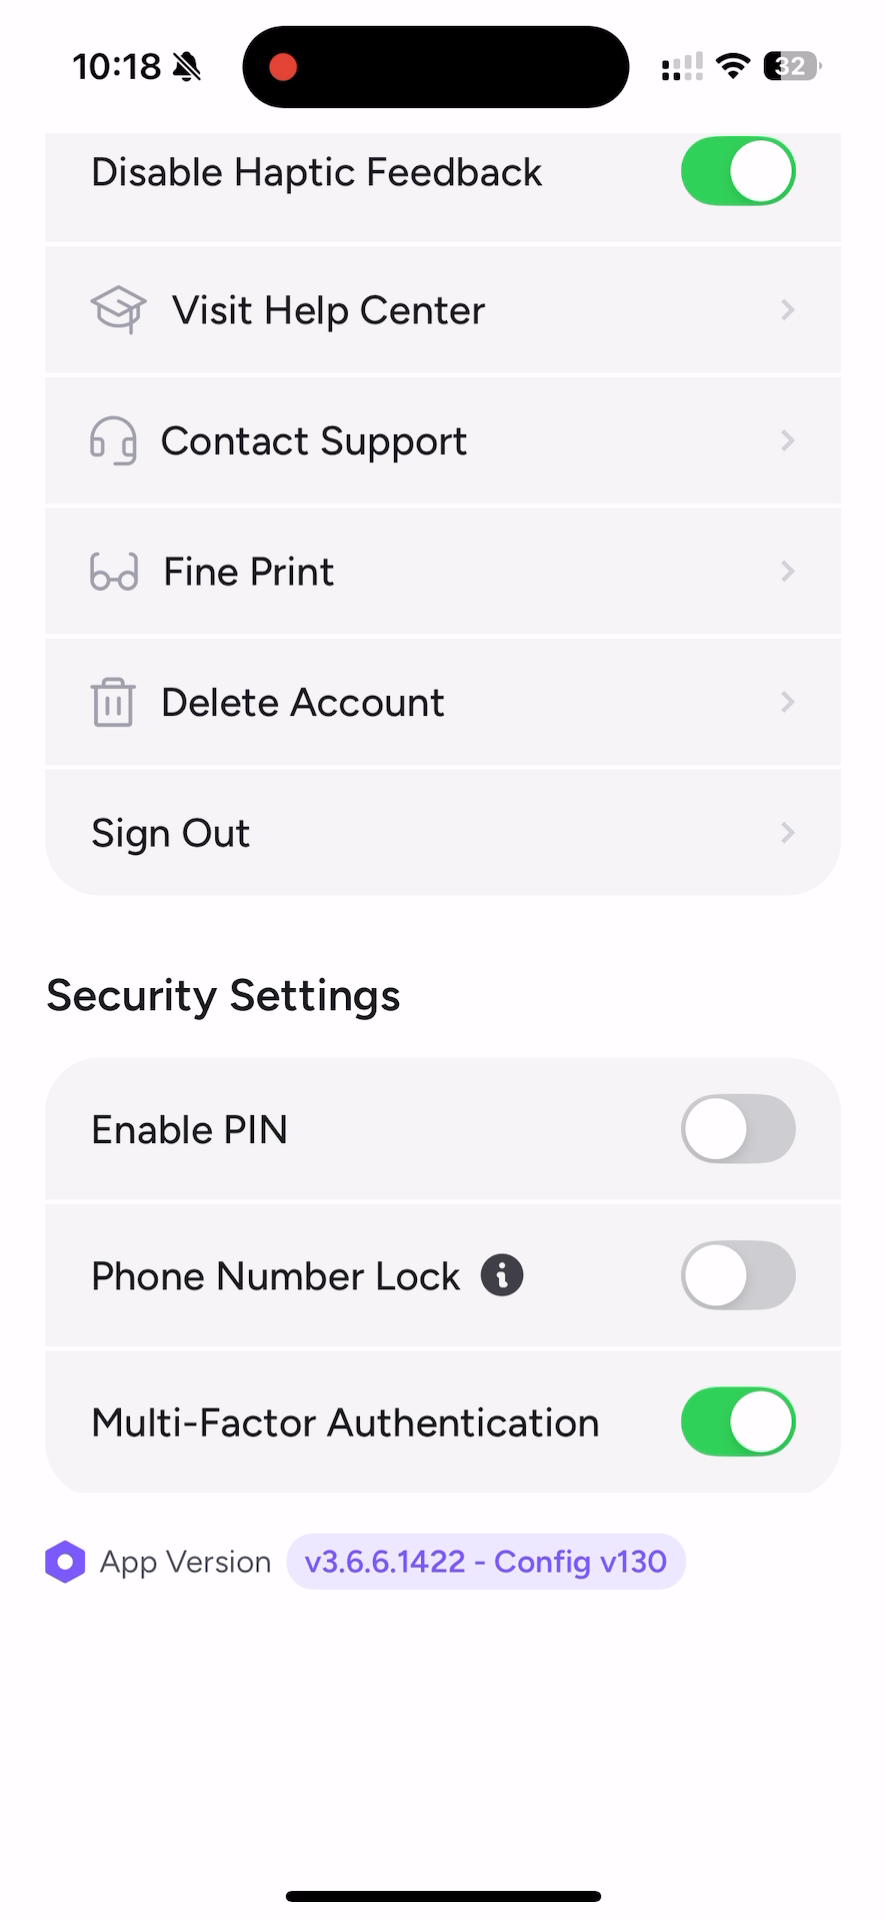 10:18
32
Disable Haptic Feedback
Visit Help Center
Contact Support
Fine Print
Delete Account
Sign Out
Security Settings
Enable PIN
Phone Number Lock
Multi-Factor Authentication
App Version v3.6.6.1422 - Config v130